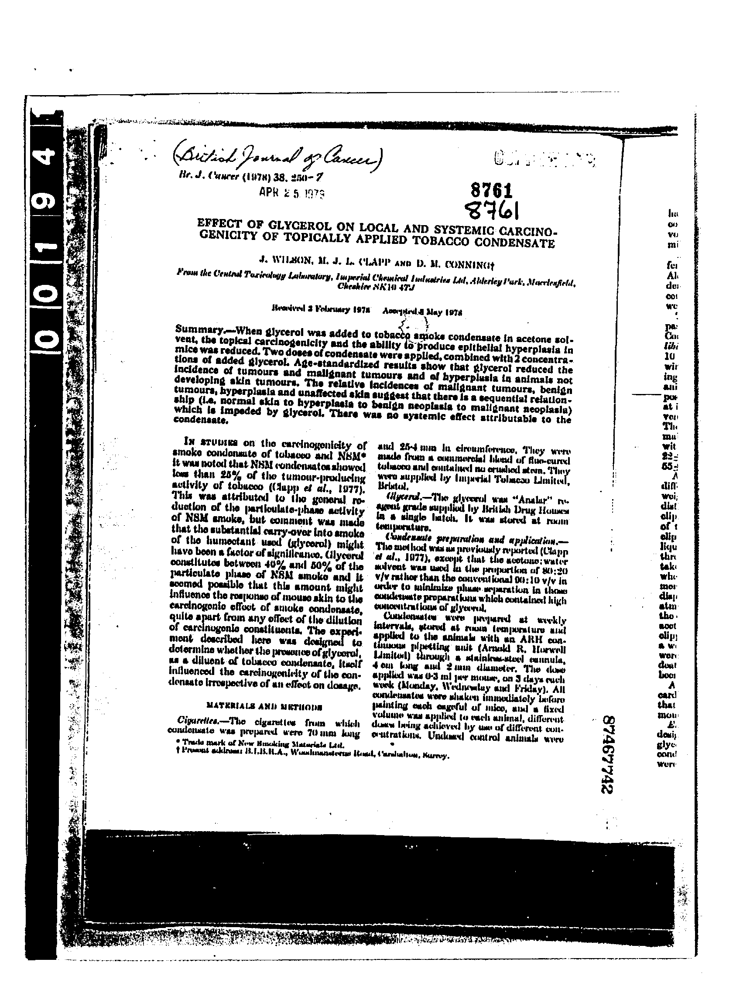 (British Journal of Cancer)
Br. J. Cancer (1978) 38, 250-7
APR 25 1979
8761
8761
EFFECT OF GLYCEROL ON LOCAL AND SYSTEMIC CARCINO-
GENICITY OF TOPICALLY APPLIED TOBACCO CONDENSATE
J. WILSON, M. J. L. CLAPP AND D. M. CONNING†
From the Central Toxicology Laboratory, Imperial Chemical Industries Ltd, Alderley Park, Macclesfield,
Cheshire SK10 4TJ
Received 3 February 1978 Accepted 8 May 1978
Summary.—When glycerol was added to tobacco smoke condensate in acetone sol-
vent, the topical carcinogenicity and the ability to produce epithelial hyperplasia in
mice was reduced. Two doses of condensate were applied, combined with 2 concentra-
tions of added glycerol. Age-standardized results show that glycerol reduced the
incidence of tumours and malignant tumours and of hyperplasia in animals not
developing skin tumours. The relative incidences of malignant tumours, benign
tumours, hyperplasia and unaffected skin suggest that there is a sequential relation-
ship (i.e. normal skin to hyperplasia to benign neoplasia to malignant neoplasia)
which is impeded by glycerol. There was no systemic effect attributable to the
condensate.
IN STUDIES on the carcinogenicity of
smoke condensate of tobacco and NSM*
it was noted that NSM condensates showed
less than 25% of the tumour-producing
activity of tobacco ((Clapp et al., 1977).
This was attributed to the general re-
duction of the particulate-phase activity
of NSM smoke, but comment was made
that the substantial carry-over into smoke
of the humectant used (glycerol) might
have been a factor of significance. Glycerol
constitutes between 40% and 50% of the
particulate phase of NSM smoke and it
seemed possible that this amount might
influence the response of mouse skin to the
carcinogenic effect of smoke condensate,
quite apart from any effect of the dilution
of carcinogenic constituents. The experi-
ment described here was designed to
determine whether the presence of glycerol,
as a diluent of tobacco condensate, itself
influenced the carcinogenicity of the con-
densate irrespective of an effect on dosage.
MATERIALS AND METHODS
Cigarettes.—The cigarettes from which
condensate was prepared were 70 mm long
* Trade mark of New Smoking Materials Ltd.
† Present address: B.I.B.R.A., Woodmansterne Road, Carshalton, Surrey.
and 25·4 mm in circumference. They were
made from a commercial blend of flue-cured
tobacco and contained no crushed stem. They
were supplied by Imperial Tobacco Limited,
Bristol.
Glycerol.—The glycerol was "Analar" re-
agent grade supplied by British Drug Houses
in a single batch. It was stored at room
temperature.
Condensate preparation and application.—
The method was as previously reported (Clapp
et al., 1977), except that the acetone:water
solvent was used in the proportion of 80:20
v/v rather than the conventional 90:10 v/v in
order to minimize phase separation in those
condensate preparations which contained high
concentrations of glycerol.
Condensates were prepared at weekly
intervals, stored at room temperature and
applied to the animals with an ARH con-
tinuous pipetting unit (Arnold R. Horwell
Limited) through a stainless-steel cannula,
4 cm long and 2 mm diameter. The dose
applied was 0·3 ml per mouse, on 3 days each
week (Monday, Wednesday and Friday). All
condensates were shaken immediately before
painting each cageful of mice, and a fixed
volume was applied to each animal, different
doses being achieved by use of different con-
centrations. Undosed control animals were
001941
87467742